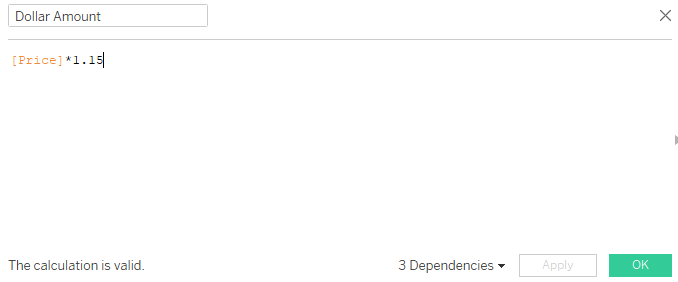 Dollar Amount
[Price]*1.15
The calculation is valid.
3 Dependencies
Apply
OK